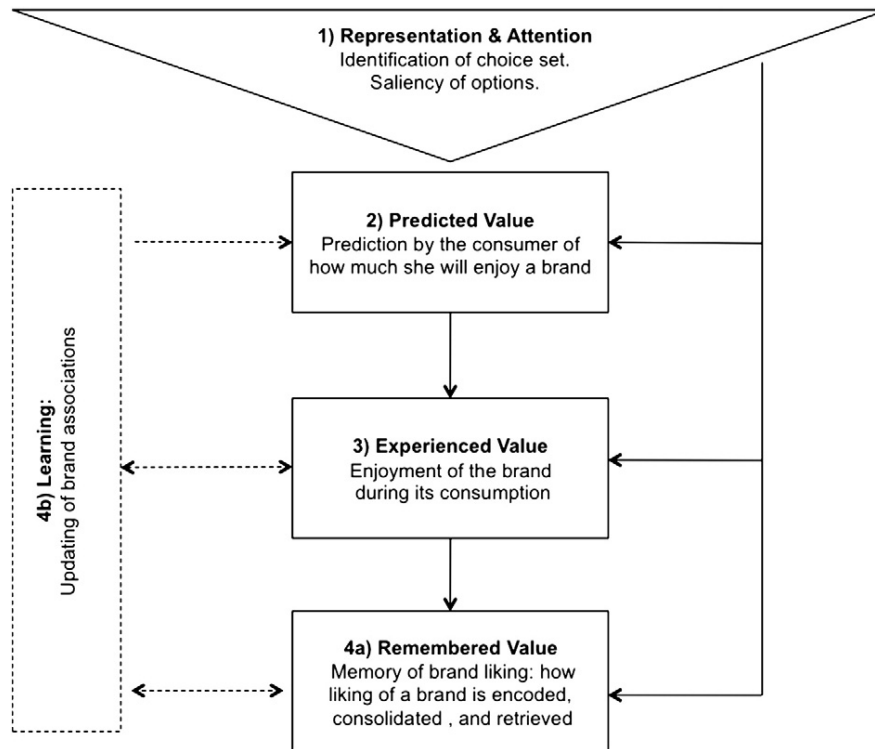 1) Representation & Attention
Identification of choice set.
Saliency of options.
2) Predicted Value
Prediction by the consumer of
how much she will enjoy a brand
3) Experienced Value
Enjoyment of the brand
during its consumption
4b) Learning:
Updating of brand associations
4a) Remembered Value
Memory of brand liking: how
liking of a brand is encoded,
consolidated , and retrieved